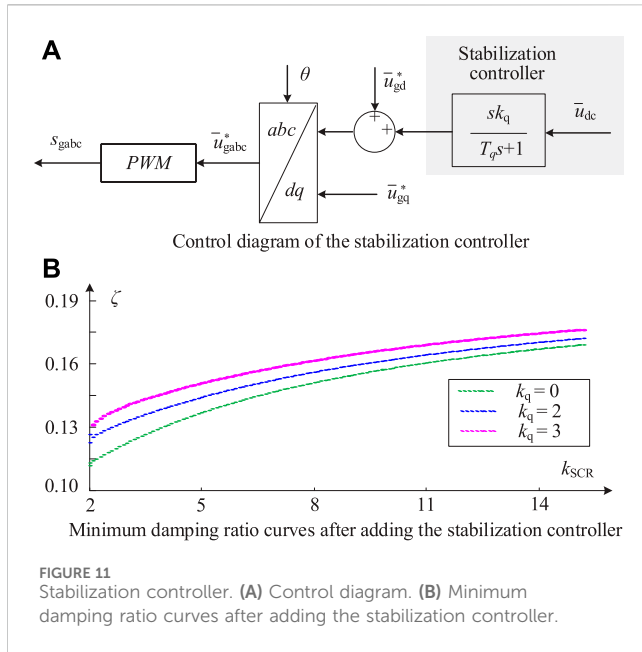 A
Stabilization
controller
θ
ū*gd
sgabc
PWM
ū*gabc
abc
dq
+
+
skq
Tqs+1
ūdc
ū*gq
Control diagram of the stabilization controller
B
0.19
ζ
0.16
0.13
0.10
kq = 0
kq = 2
kq = 3
kSCR
2 5 8 11 14
Minimum damping ratio curves after adding the stabilization controller
FIGURE 11
Stabilization controller. (A) Control diagram. (B) Minimum
damping ratio curves after adding the stabilization controller.